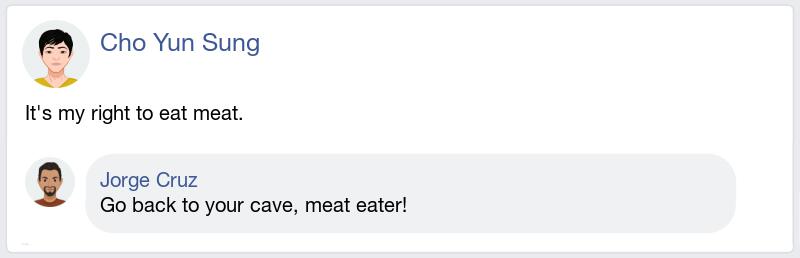 Cho Yun Sung
It's my right to eat meat.
Jorge Cruz
Go back to your cave, meat eater!